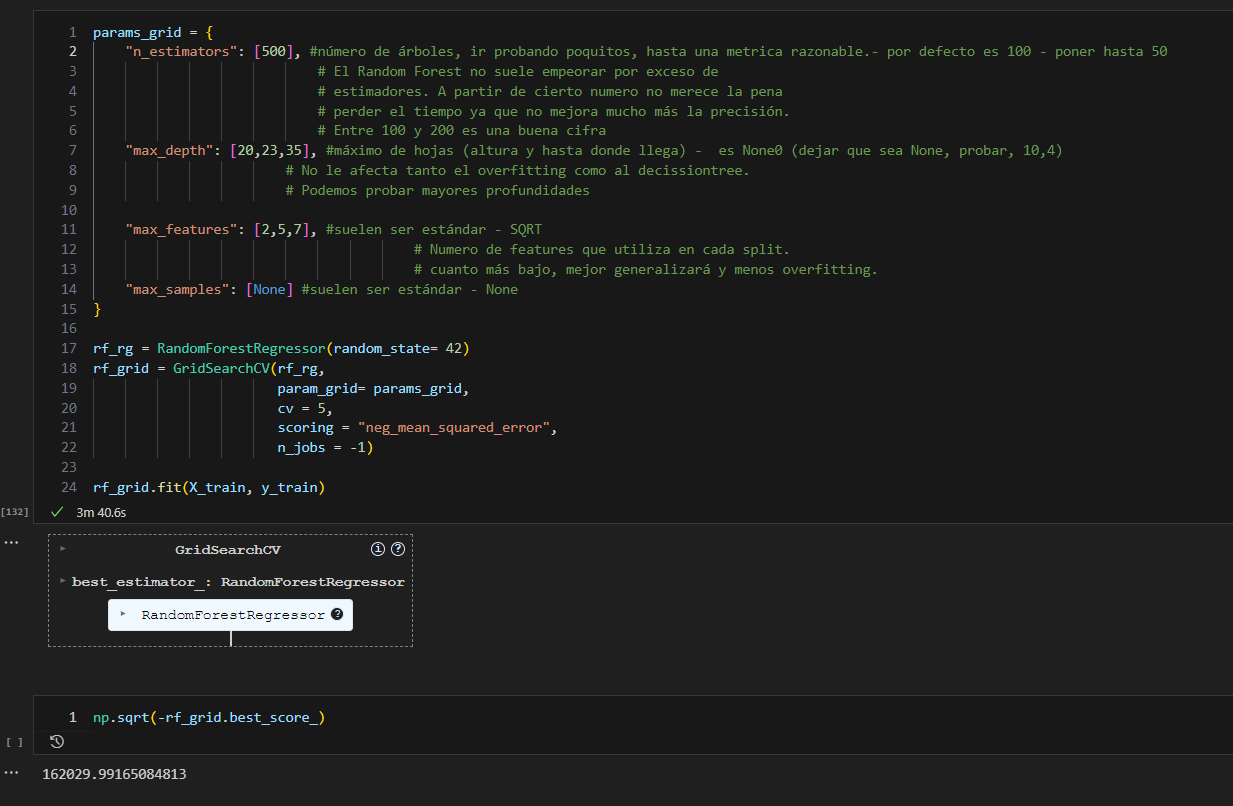 1 params_grid = {
2 "n_estimators": [500], #número de árboles, ir probando poquitos, hasta una metrica razonable.- por defecto es 100 - poner hasta 50
3 # El Random Forest no suele empeorar por exceso de
4 # estimadores. A partir de cierto numero no merece la pena
5 # perder el tiempo ya que no mejora mucho más la precisión.
6 # Entre 100 y 200 es una buena cifra
7 "max_depth": [20,23,35], #máximo de hojas (altura y hasta donde llega) -  es None0 (dejar que sea None, probar, 10,4)
8 # No le afecta tanto el overfitting como al decissiontree.
9 # Podemos probar mayores profundidades
10
11 "max_features": [2,5,7], #suelen ser estándar - SQRT
12 # Numero de features que utiliza en cada split.
13 # cuanto más bajo, mejor generalizará y menos overfitting.
14 "max_samples": [None] #suelen ser estándar - None
15 }
16
17 rf_rg = RandomForestRegressor(random_state= 42)
18 rf_grid = GridSearchCV(rf_rg,
19 param_grid= params_grid,
20 cv = 5,
21 scoring = "neg_mean_squared_error",
22 n_jobs = -1)
23
24 rf_grid.fit(X_train, y_train)
[132] ✓ 3m 40.6s
... ▸ GridSearchCV i ?
▸ best_estimator_: RandomForestRegressor
▸ RandomForestRegressor ?
1 np.sqrt(-rf_grid.best_score_)
[ ]
... 162029.99165084813